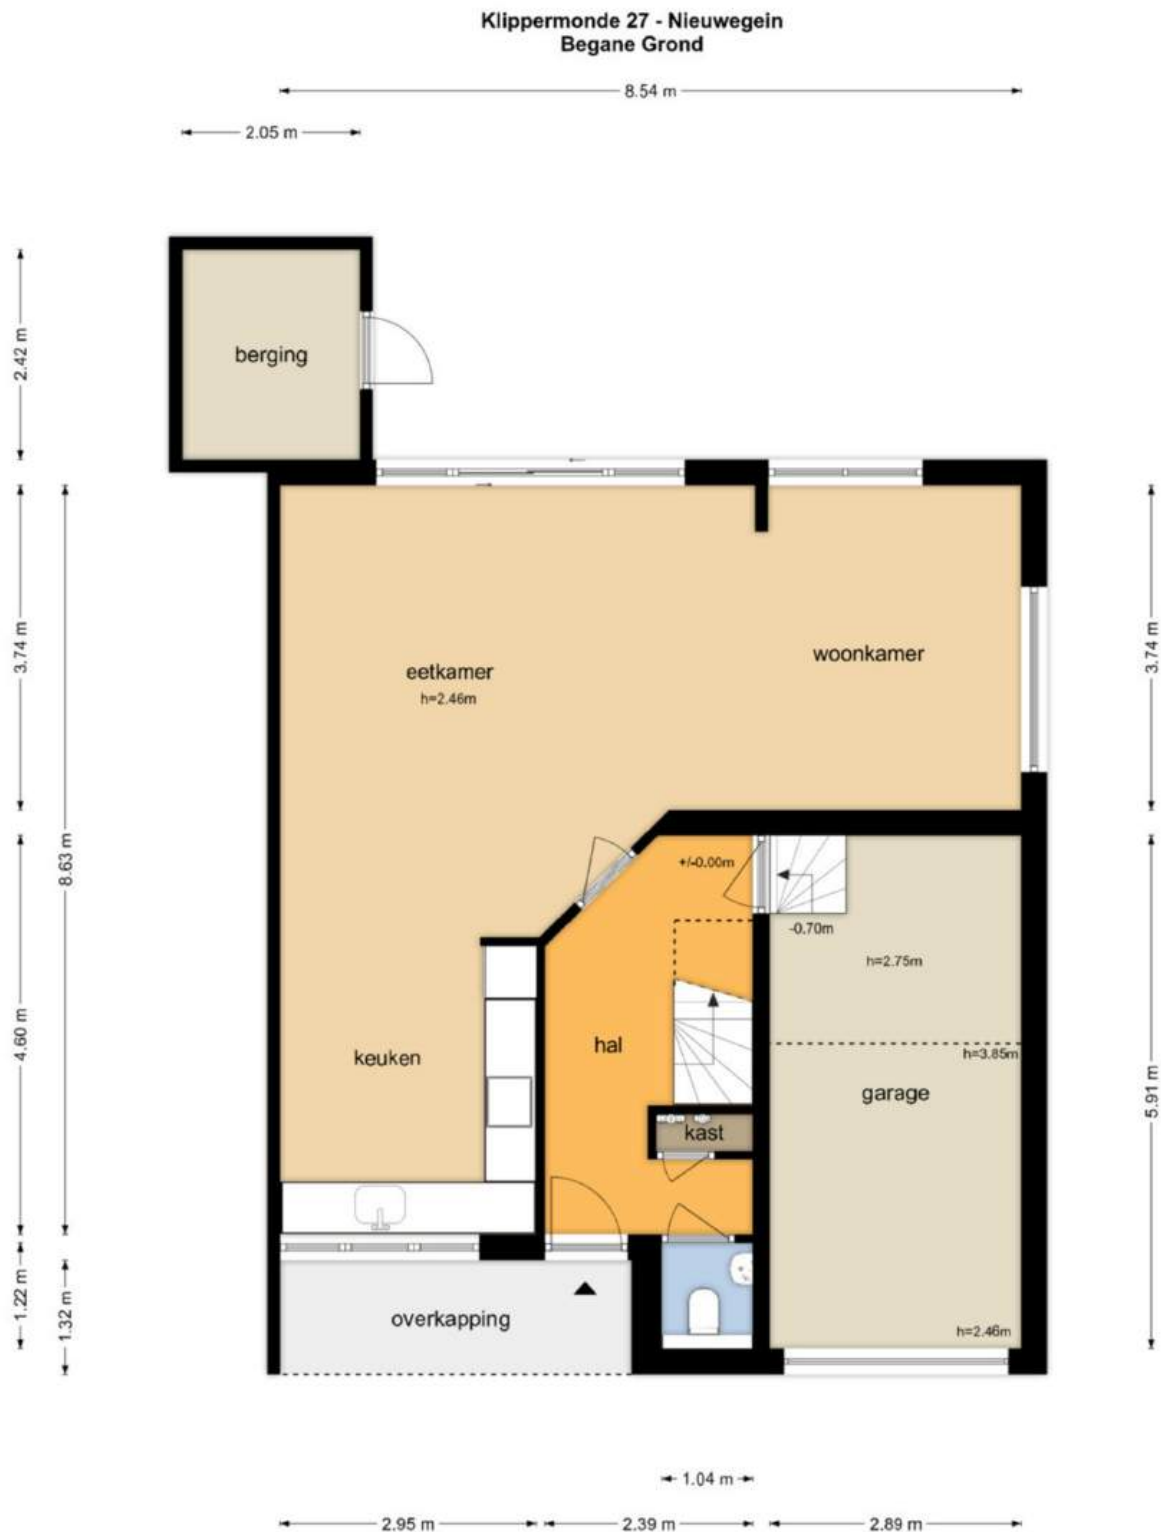 Klippermonde 27 - Nieuwegein
Begane Grond
8.54 m
2.05 m
2.42 m
berging
3.74 m
3.74 m
woonkamer
eetkamer
h=2.46m
8.63 m
+/-0.00m
-0.70m
h=2.75m
4.60 m
hal
keuken
h=3.85m
garage
5.91 m
kast
1.22 m
1.32 m
overkapping
h=2.46m
1.04 m
2.95 m
2.39 m
2.89 m